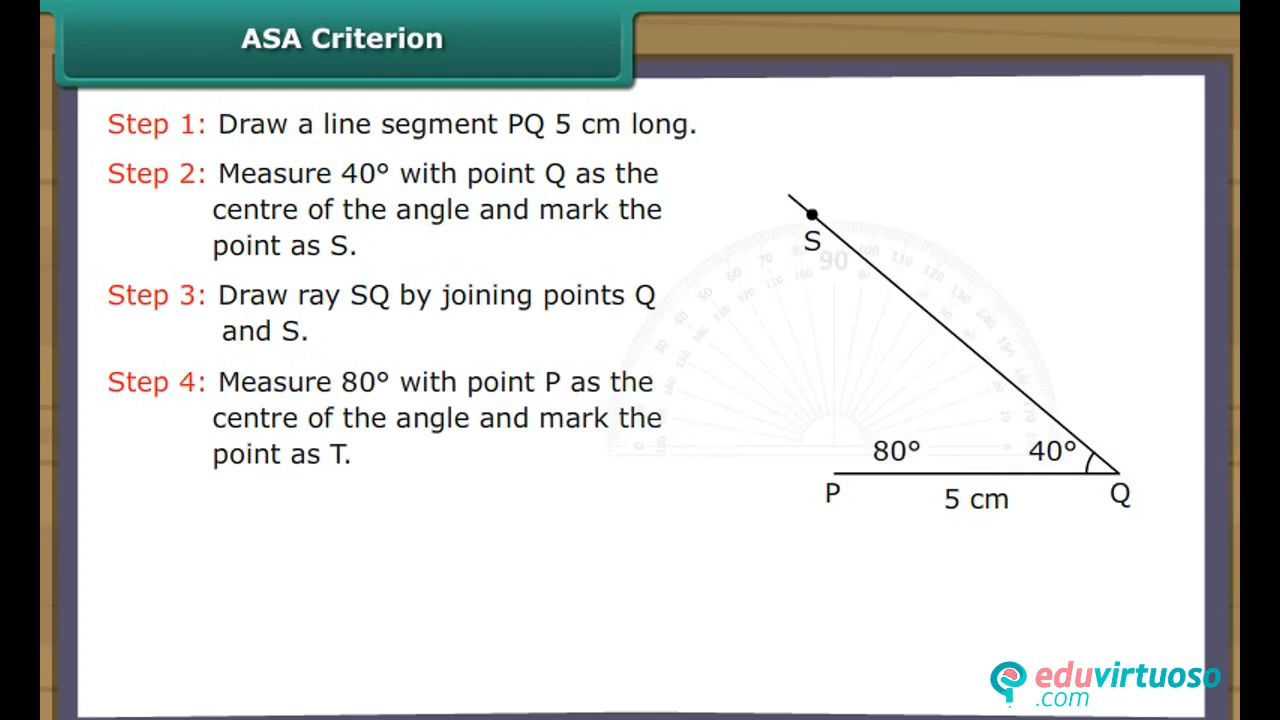 ASA Criterion
Step 1: Draw a line segment PQ 5 cm long.
Step 2: Measure 40° with point Q as the
centre of the angle and mark the
point as S.
Step 3: Draw ray SQ by joining points Q
and S.
Step 4: Measure 80° with point P as the
centre of the angle and mark the
point as T.
S
90
80° 40°
P 5 cm Q
eduvirtuoso
.com